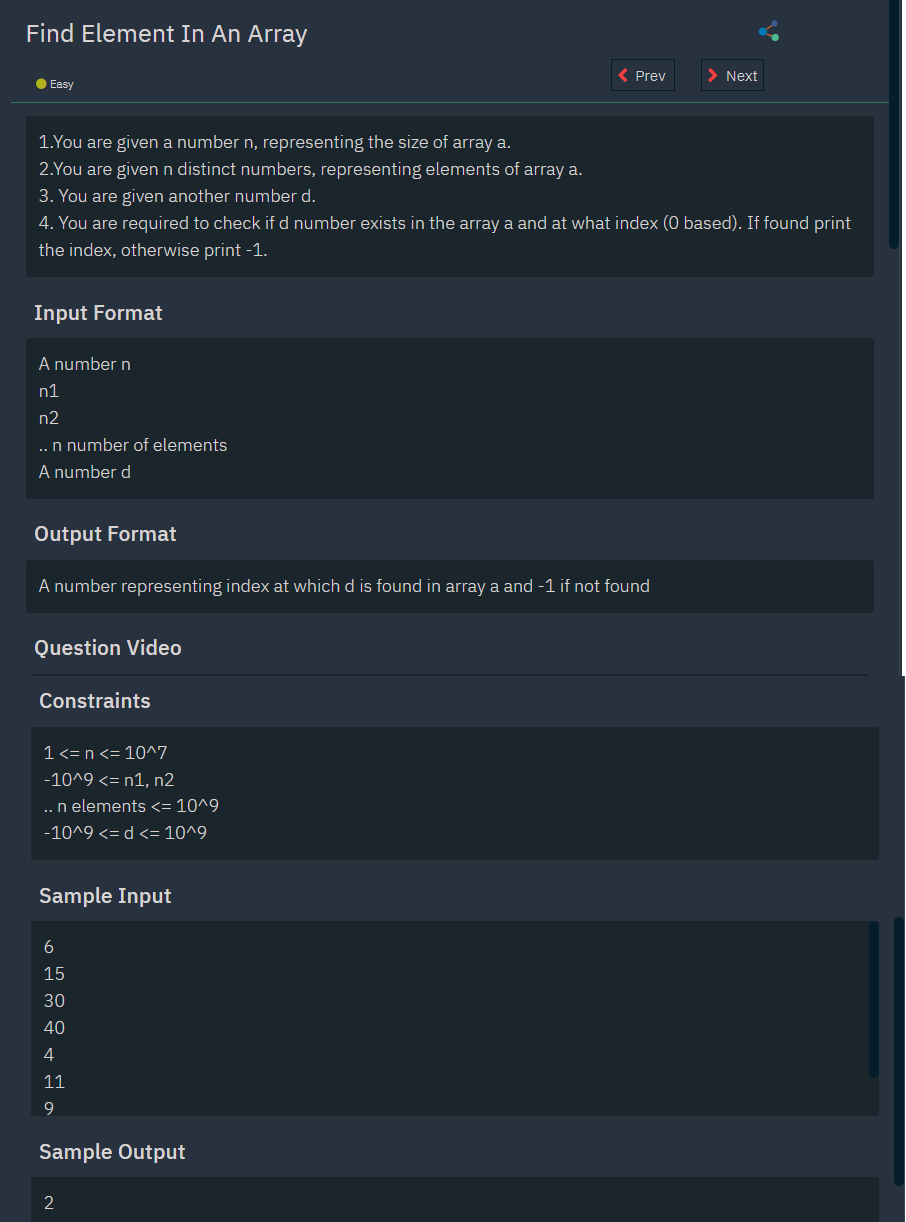 Find Element In An Array
Easy
Prev
Next
1.You are given a number n, representing the size of array a.
2.You are given n distinct numbers, representing elements of array a.
3. You are given another number d.
4. You are required to check if d number exists in the array a and at what index (0 based). If found print
the index, otherwise print -1.
Input Format
A number n
n1
n2
.. n number of elements
A number d
Output Format
A number representing index at which d is found in array a and -1 if not found
Question Video
Constraints
1 <= n <= 10^7
-10^9 <= n1, n2
.. n elements <= 10^9
-10^9 <= d <= 10^9
Sample Input
6
15
30
40
4
11
9
Sample Output
2